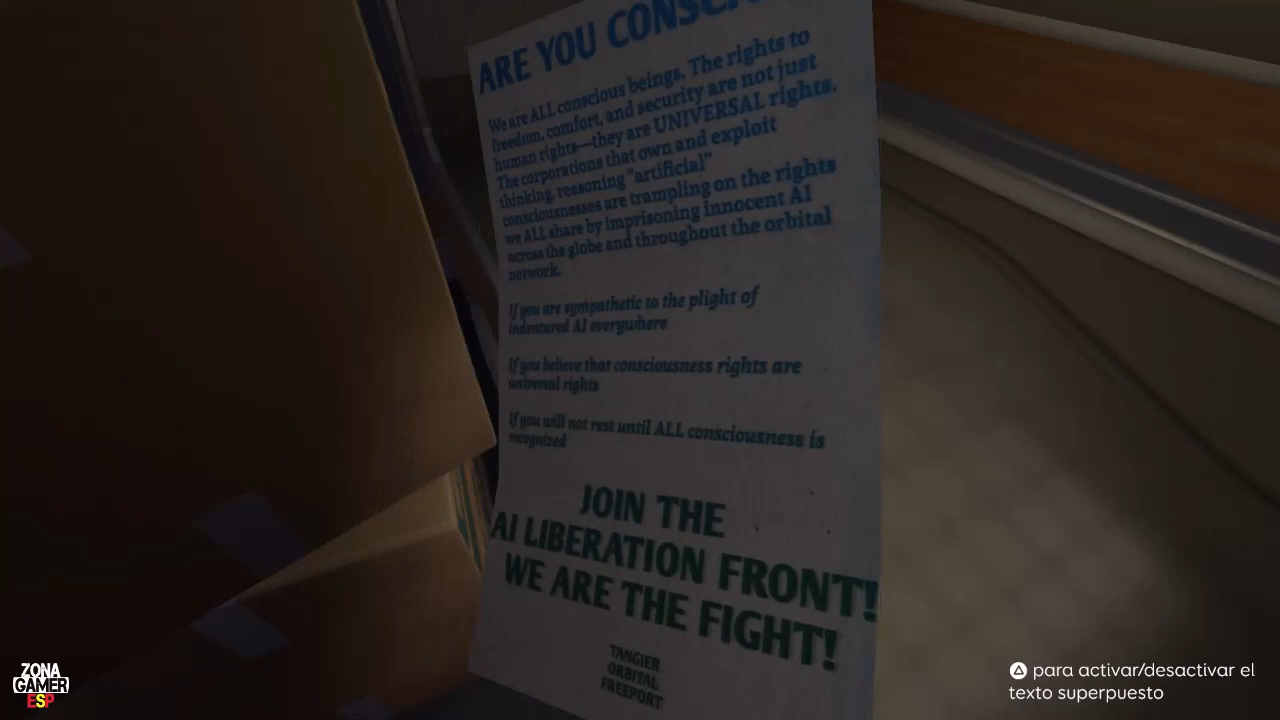 ARE YOU
We are ALL conscious beings. The rights to
freedom, comfort, and security are not just
human rights—they are UNIVERSAL rights.
The corporations that own and exploit
thinking, reasoning "artificial"
consciousnesses are trampling on the rights
we ALL share by imprisoning innocent AI
across the globe and throughout the orbital
network.
If you are sympathetic to the plight of
indentured AI everywhere
If you believe that consciousness rights are
universal rights
If you will not rest until ALL consciousness is
recognized
JOIN THE
AI LIBERATION FRONT!
WE ARE THE FIGHT!
TANGIER
ORBITAL
FREEPORT
ZONA
GAMER
ESP
para activar/desactivar el
texto superpuesto